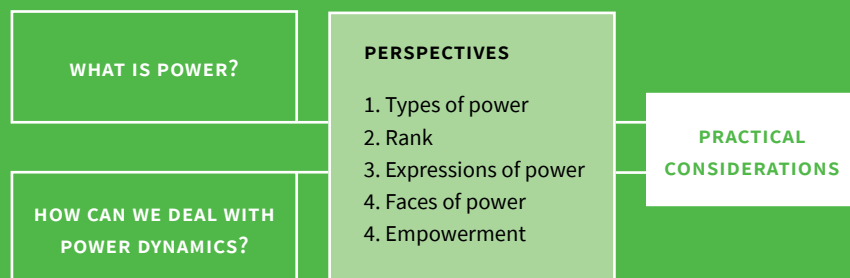 WHAT IS POWER?
HOW CAN WE DEAL WITH
POWER DYNAMICS?
PERSPECTIVES
1. Types of power
2. Rank
3. Expressions of power
4. Faces of power
4. Empowerment
PRACTICAL
CONSIDERATIONS